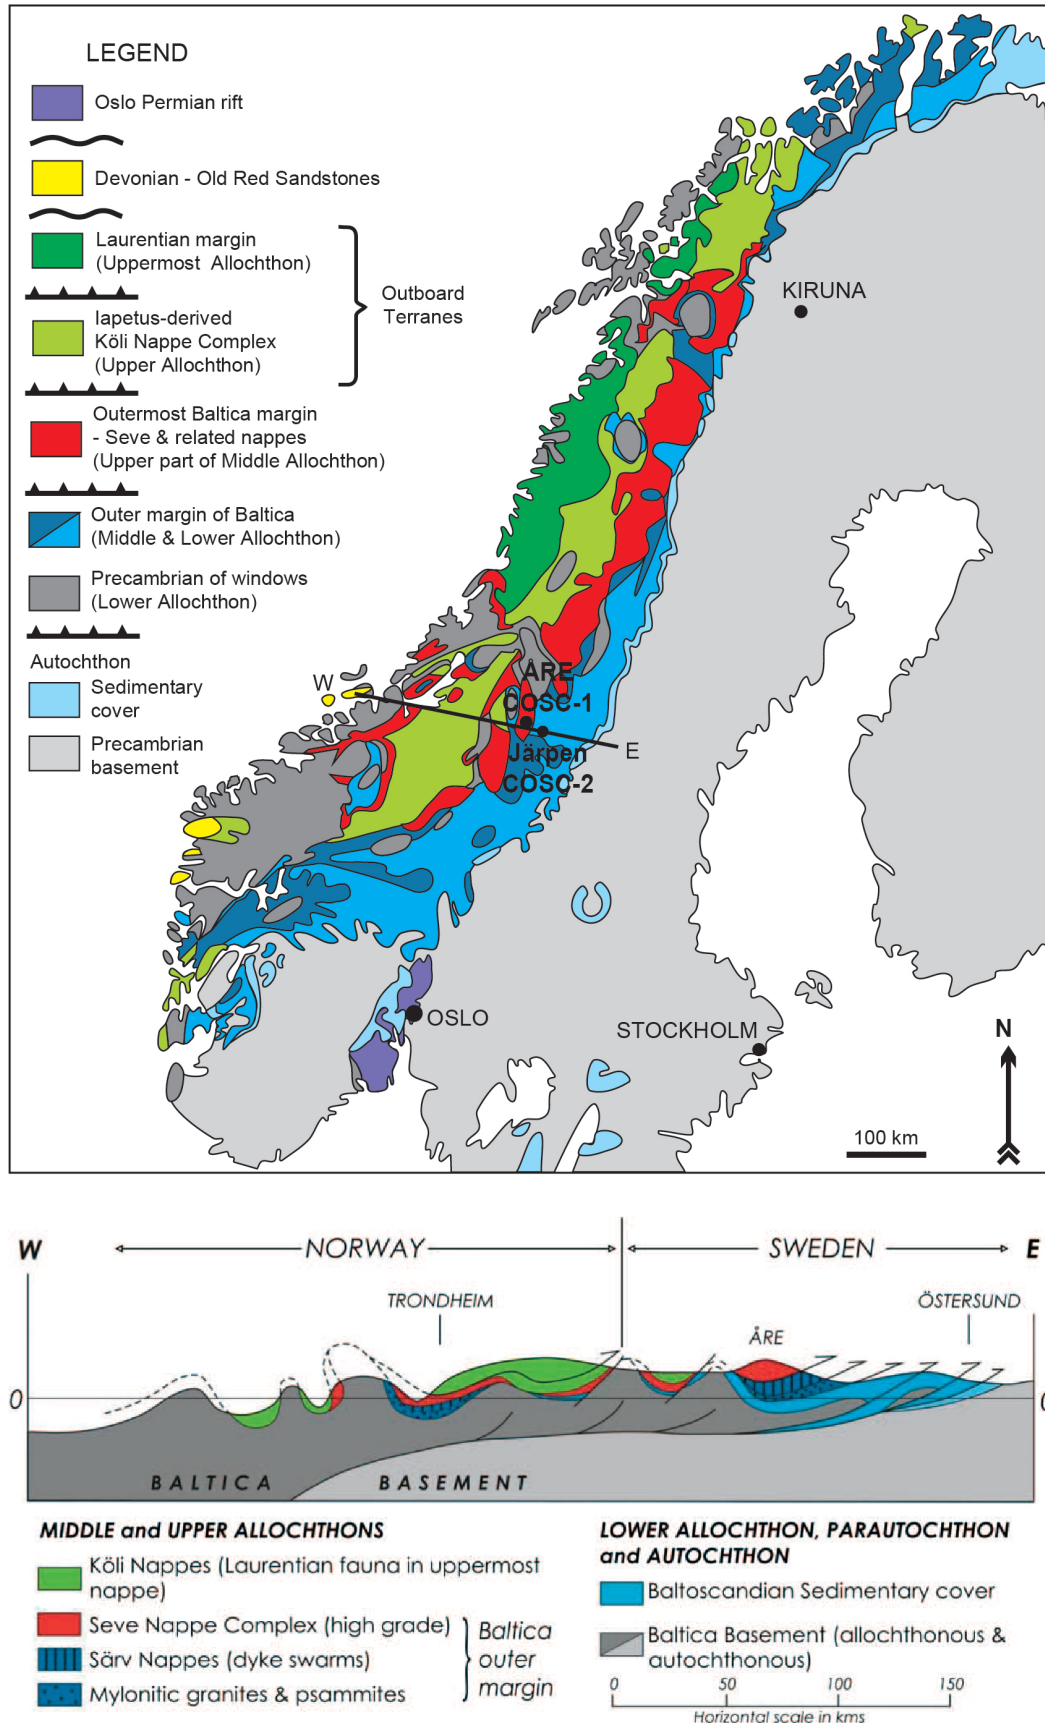 LEGEND
Oslo Permian rift
Devonian - Old Red Sandstones
Laurentian margin
(Uppermost Allochthon)
Iapetus-derived
Köli Nappe Complex
(Upper Allochthon)
Outboard
Terranes
Outermost Baltica margin
- Seve & related nappes
(Upper part of Middle Allochthon)
Outer margin of Baltica
(Middle & Lower Allochthon)
Precambrian of windows
(Lower Allochthon)
Autochthon
Sedimentary
cover
Precambrian
basement
KIRUNA
W
ÅRE
COSC-1
E
Järpen
COSC-2
OSLO
STOCKHOLM
N
100 km
W
NORWAY
SWEDEN
E
TRONDHEIM
ÖSTERSUND
ÅRE
0
0
BALTICA BASEMENT
MIDDLE and UPPER ALLOCHTHONS
Köli Nappes (Laurentian fauna in uppermost
nappe)
Seve Nappe Complex (high grade)
Särv Nappes (dyke swarms)
Mylonitic granites & psammites
Baltica
outer
margin
LOWER ALLOCHTHON, PARAUTOCHTHON
and AUTOCHTHON
Baltoscandian Sedimentary cover
Baltica Basement (allochthonous &
autochthonous)
0 50 100 150
Horizontal scale in kms